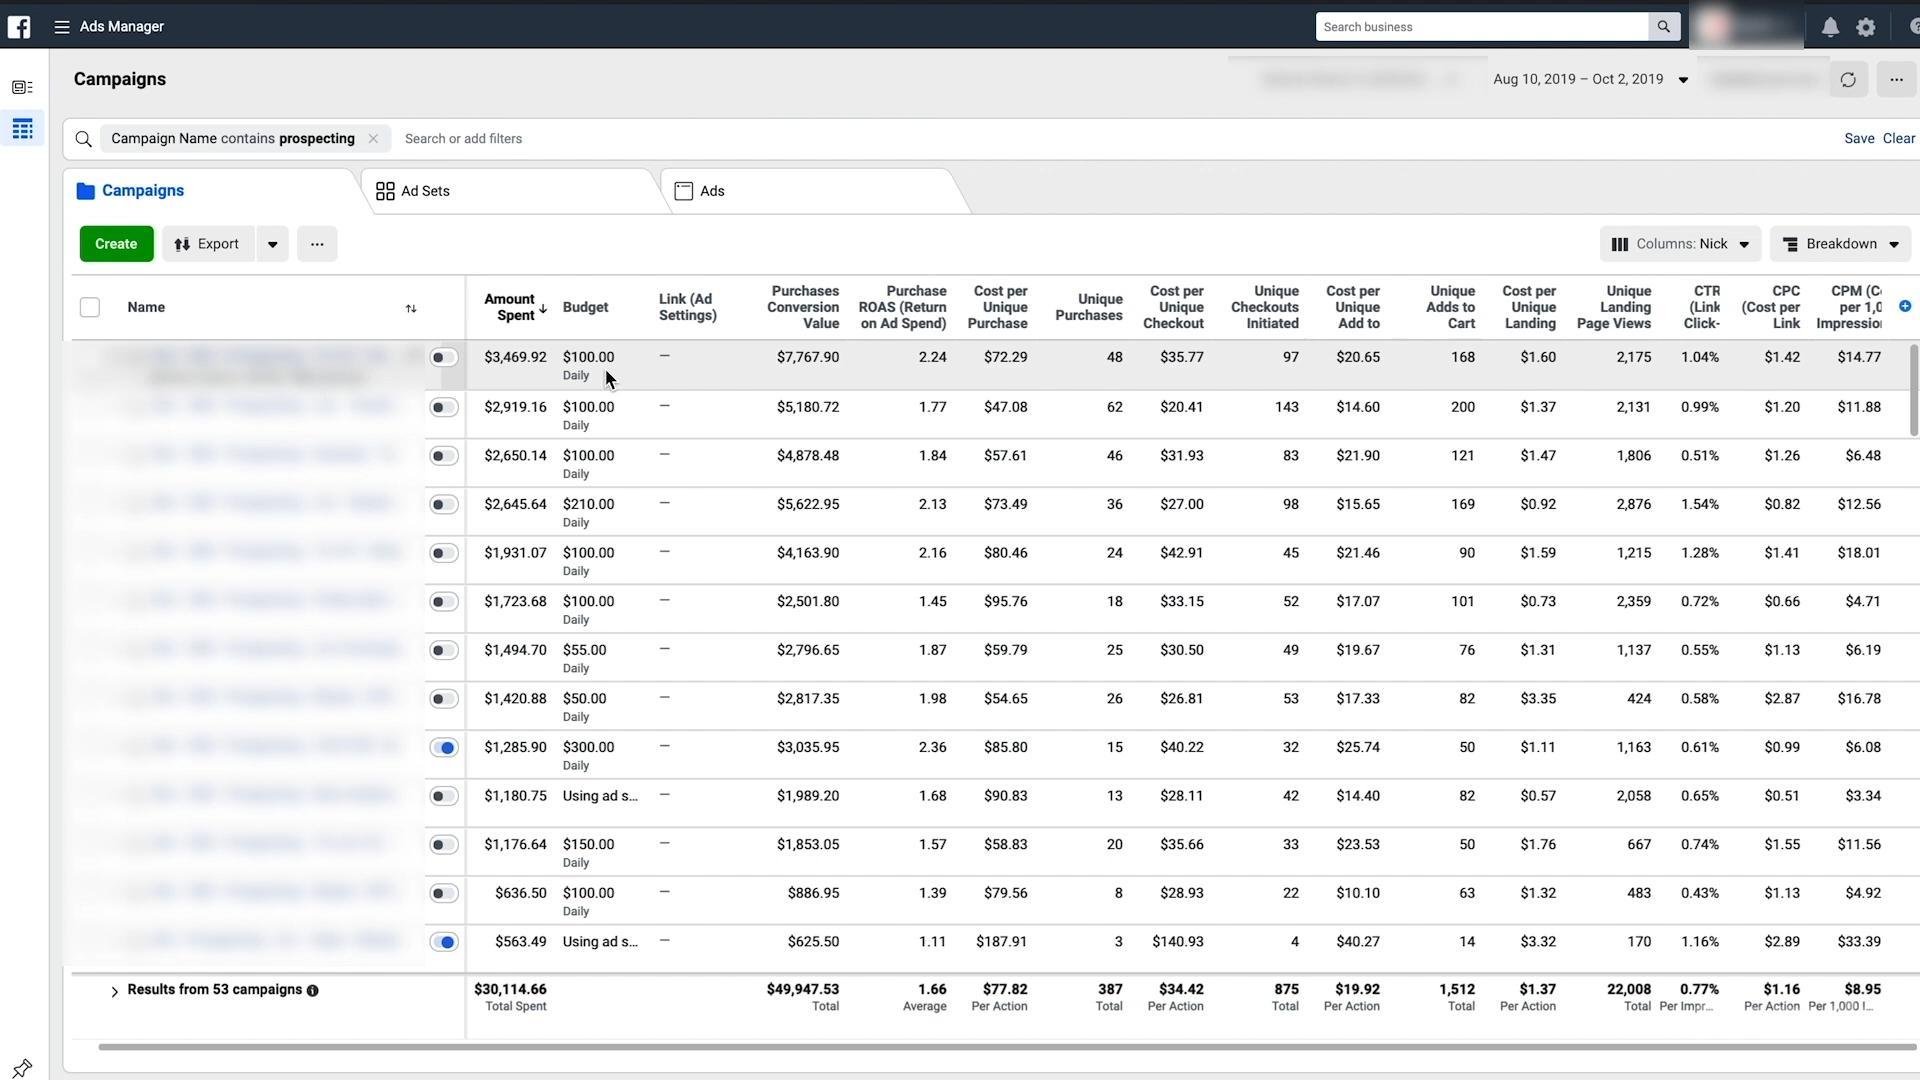 Ads Manager
Search business
Campaigns
Aug 10, 2019 – Oct 2, 2019
Campaign Name contains prospecting
Search or add filters
Save Clear
Campaigns
Ad Sets
Ads
Create
Export
Columns: Nick
Breakdown
Name
Amount Spent
Budget
Link (Ad Settings)
Purchases Conversion Value
Purchase ROAS (Return on Ad Spend)
Cost per Unique Purchase
Unique Purchases
Cost per Unique Checkout
Unique Checkouts Initiated
Cost per Unique Add to
Unique Adds to Cart
Cost per Unique Landing
Unique Landing Page Views
CTR (Link Click-
CPC (Cost per Link
CPM (C per 1,0 Impressio
$3,469.92 $100.00 — $7,767.90 2.24 $72.29 48 $35.77 97 $20.65 168 $1.60 2,175 1.04% $1.42 $14.77
Daily
$2,919.16 $100.00 — $5,180.72 1.77 $47.08 62 $20.41 143 $14.60 200 $1.37 2,131 0.99% $1.20 $11.88
Daily
$2,650.14 $100.00 — $4,878.48 1.84 $57.61 46 $31.93 83 $21.90 121 $1.47 1,806 0.51% $1.26 $6.48
Daily
$2,645.64 $210.00 — $5,622.95 2.13 $73.49 36 $27.00 98 $15.65 169 $0.92 2,876 1.54% $0.82 $12.56
Daily
$1,931.07 $100.00 — $4,163.90 2.16 $80.46 24 $42.91 45 $21.46 90 $1.59 1,215 1.28% $1.41 $18.01
Daily
$1,723.68 $100.00 — $2,501.80 1.45 $95.76 18 $33.15 52 $17.07 101 $0.73 2,359 0.72% $0.66 $4.71
Daily
$1,494.70 $55.00 — $2,796.65 1.87 $59.79 25 $30.50 49 $19.67 76 $1.31 1,137 0.55% $1.13 $6.19
Daily
$1,420.88 $50.00 — $2,817.35 1.98 $54.65 26 $26.81 53 $17.33 82 $3.35 424 0.58% $2.87 $16.78
Daily
$1,285.90 $300.00 — $3,035.95 2.36 $85.80 15 $40.22 32 $25.74 50 $1.11 1,163 0.61% $0.99 $6.08
Daily
$1,180.75 Using ad s... — $1,989.20 1.68 $90.83 13 $28.11 42 $14.40 82 $0.57 2,058 0.65% $0.51 $3.34
$1,176.64 $150.00 — $1,853.05 1.57 $58.83 20 $35.66 33 $23.53 50 $1.76 667 0.74% $1.55 $11.56
Daily
$636.50 $100.00 — $886.95 1.39 $79.56 8 $28.93 22 $10.10 63 $1.32 483 0.43% $1.13 $4.92
Daily
$563.49 Using ad s... — $625.50 1.11 $187.91 3 $140.93 4 $40.27 14 $3.32 170 1.16% $2.89 $33.39
Results from 53 campaigns $30,114.66 $49,947.53 1.66 $77.82 387 $34.42 875 $19.92 1,512 $1.37 22,008 0.77% $1.16 $8.95
Total Spent Total Average Per Action Total Per Action Total Per Action Total Per Action Total Per Impr... Per Action Per 1,000 I...